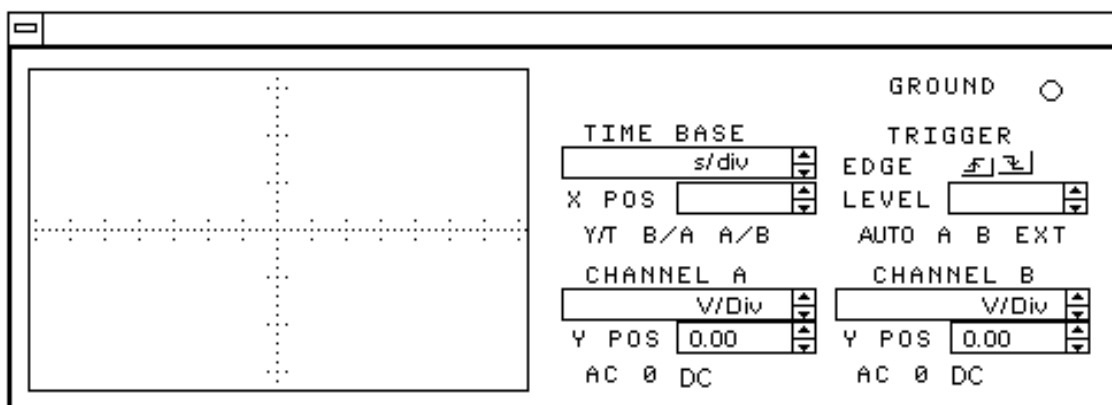 GROUND
TIME BASE
TRIGGER
s/div
EDGE
X POS
LEVEL
Y/T B/A A/B
AUTO A B EXT
CHANNEL A
CHANNEL B
V/Div
V/Div
Y POS 0.00
Y POS 0.00
AC 0 DC
AC 0 DC